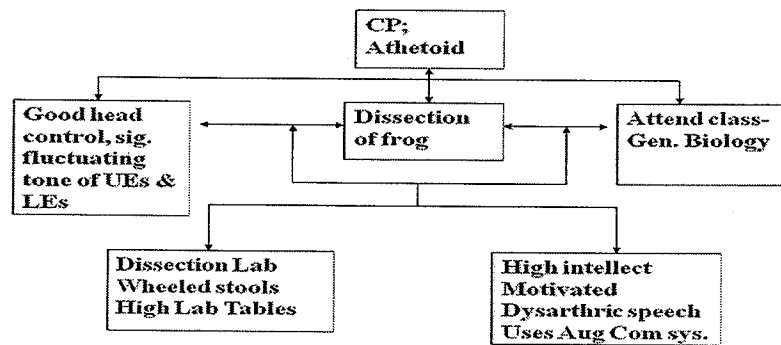 CP;
Athetoid
Good head
control, sig.
fluctuating
tone of UEs &
LEs
Dissection
of frog
Attend class-
Gen. Biology
Dissection Lab
Wheeled stools
High Lab Tables
High intellect
Motivated
Dysarthric speech
Uses Aug Com sys.